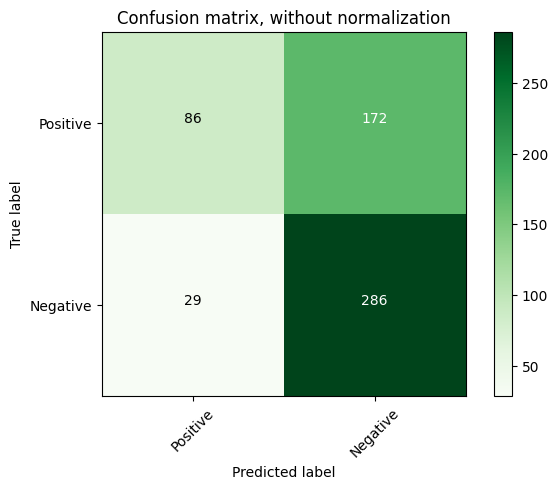 Confusion matrix, without normalization
Positive
86
172
Negative
29
286
True label
Positive
Negative
Predicted label
250
200
150
100
50